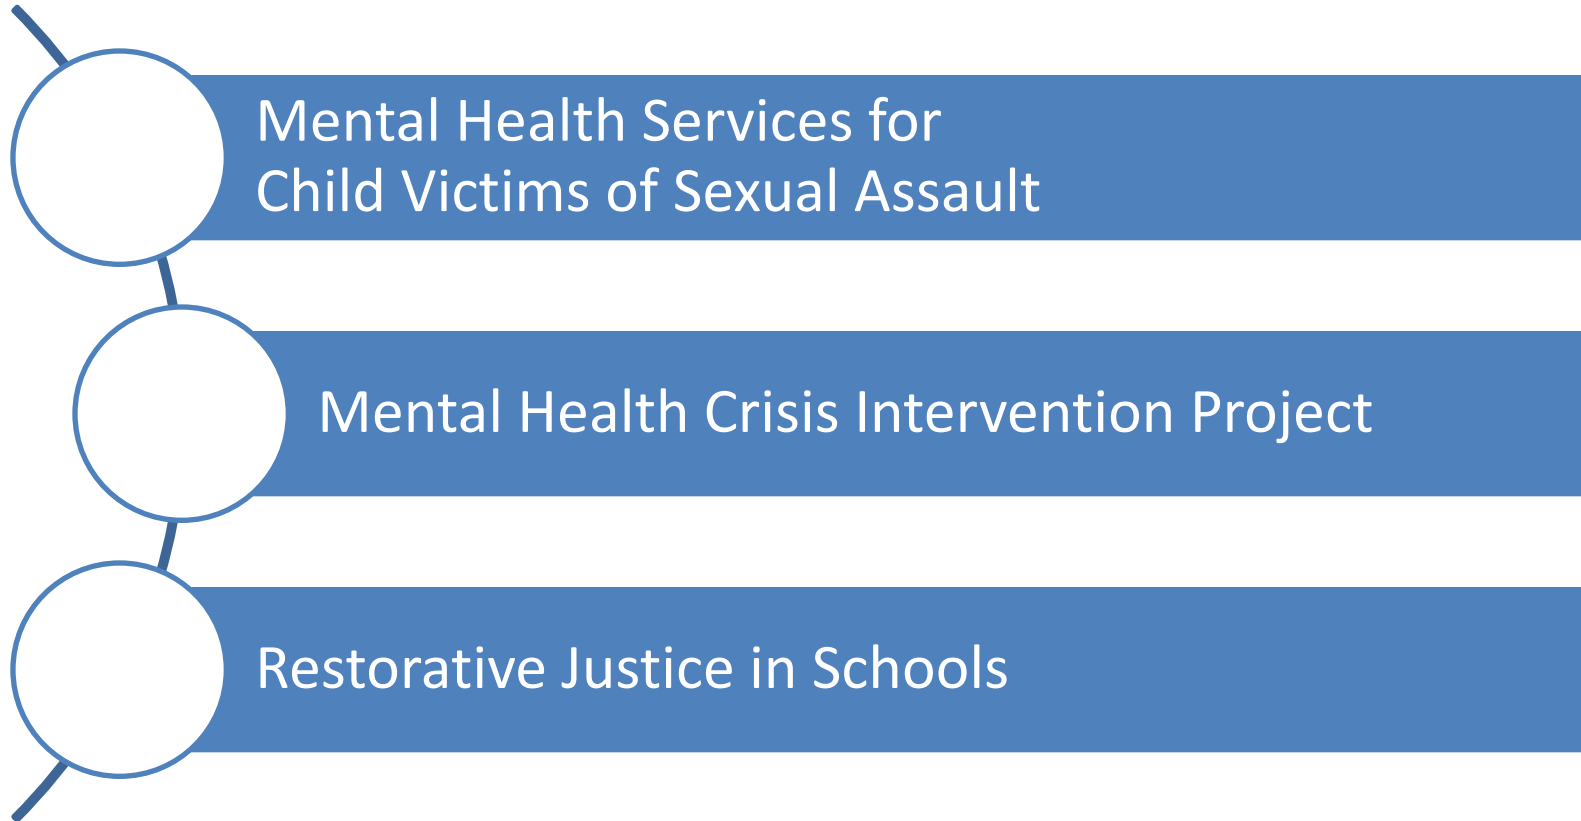 Mental Health Services for
Child Victims of Sexual Assault
Mental Health Crisis Intervention Project
Restorative Justice in Schools